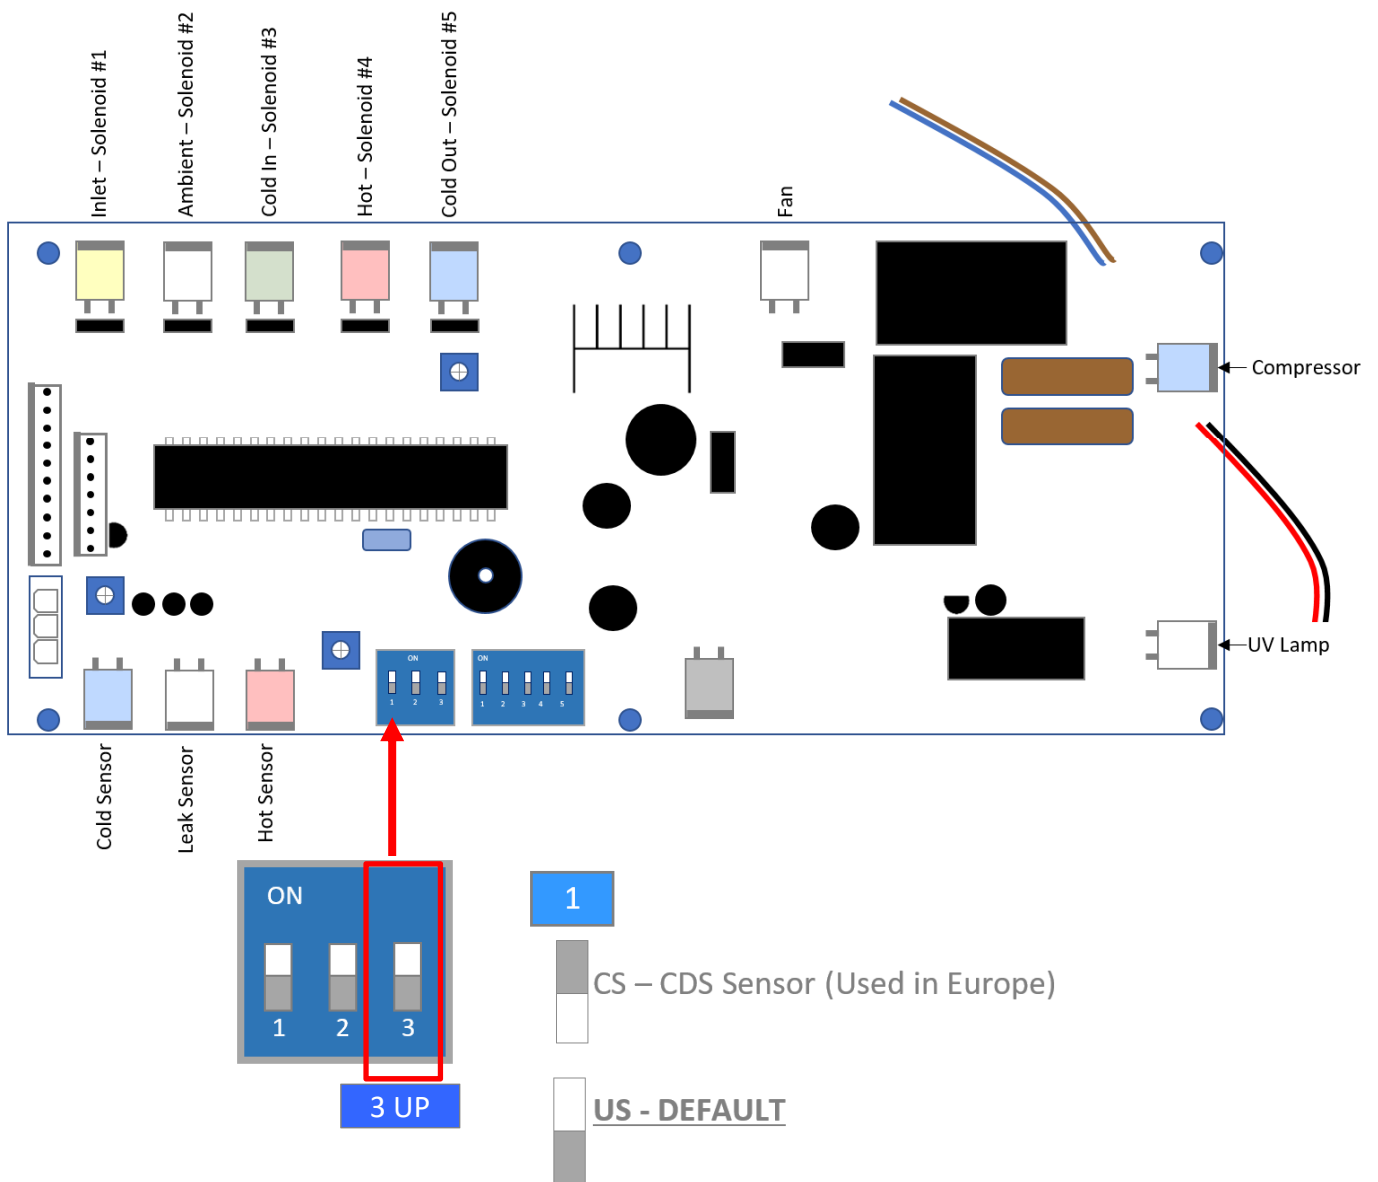 Inlet – Solenoid #1
Ambient – Solenoid #2
Cold In – Solenoid #3
Hot – Solenoid #4
Cold Out – Solenoid #5
Fan
Compressor
UV Lamp
ON
1 2 3
ON
1 2 3 4 5
Cold Sensor
Leak Sensor
Hot Sensor
ON
1 2 3
3 UP
1
CS – CDS Sensor (Used in Europe)
US - DEFAULT